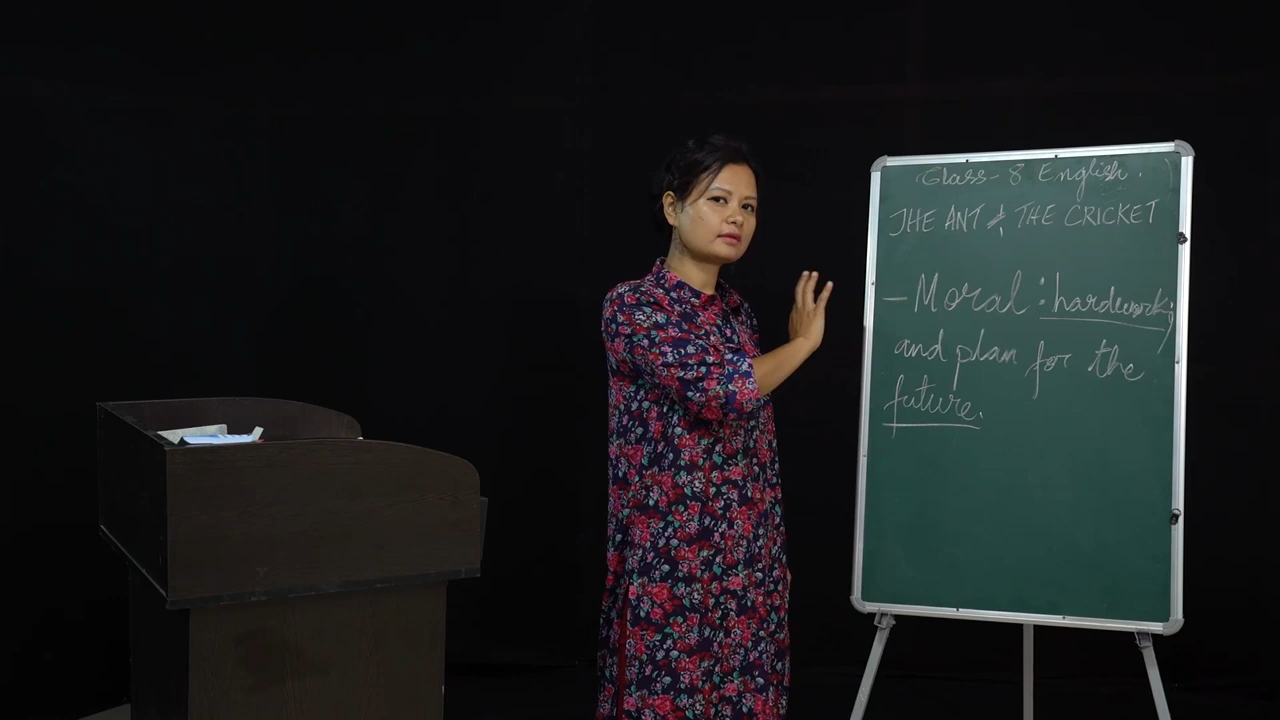 Class- 8 English.
THE ANT & THE CRICKET
- Moral: hardwork;
and plan for the
future.